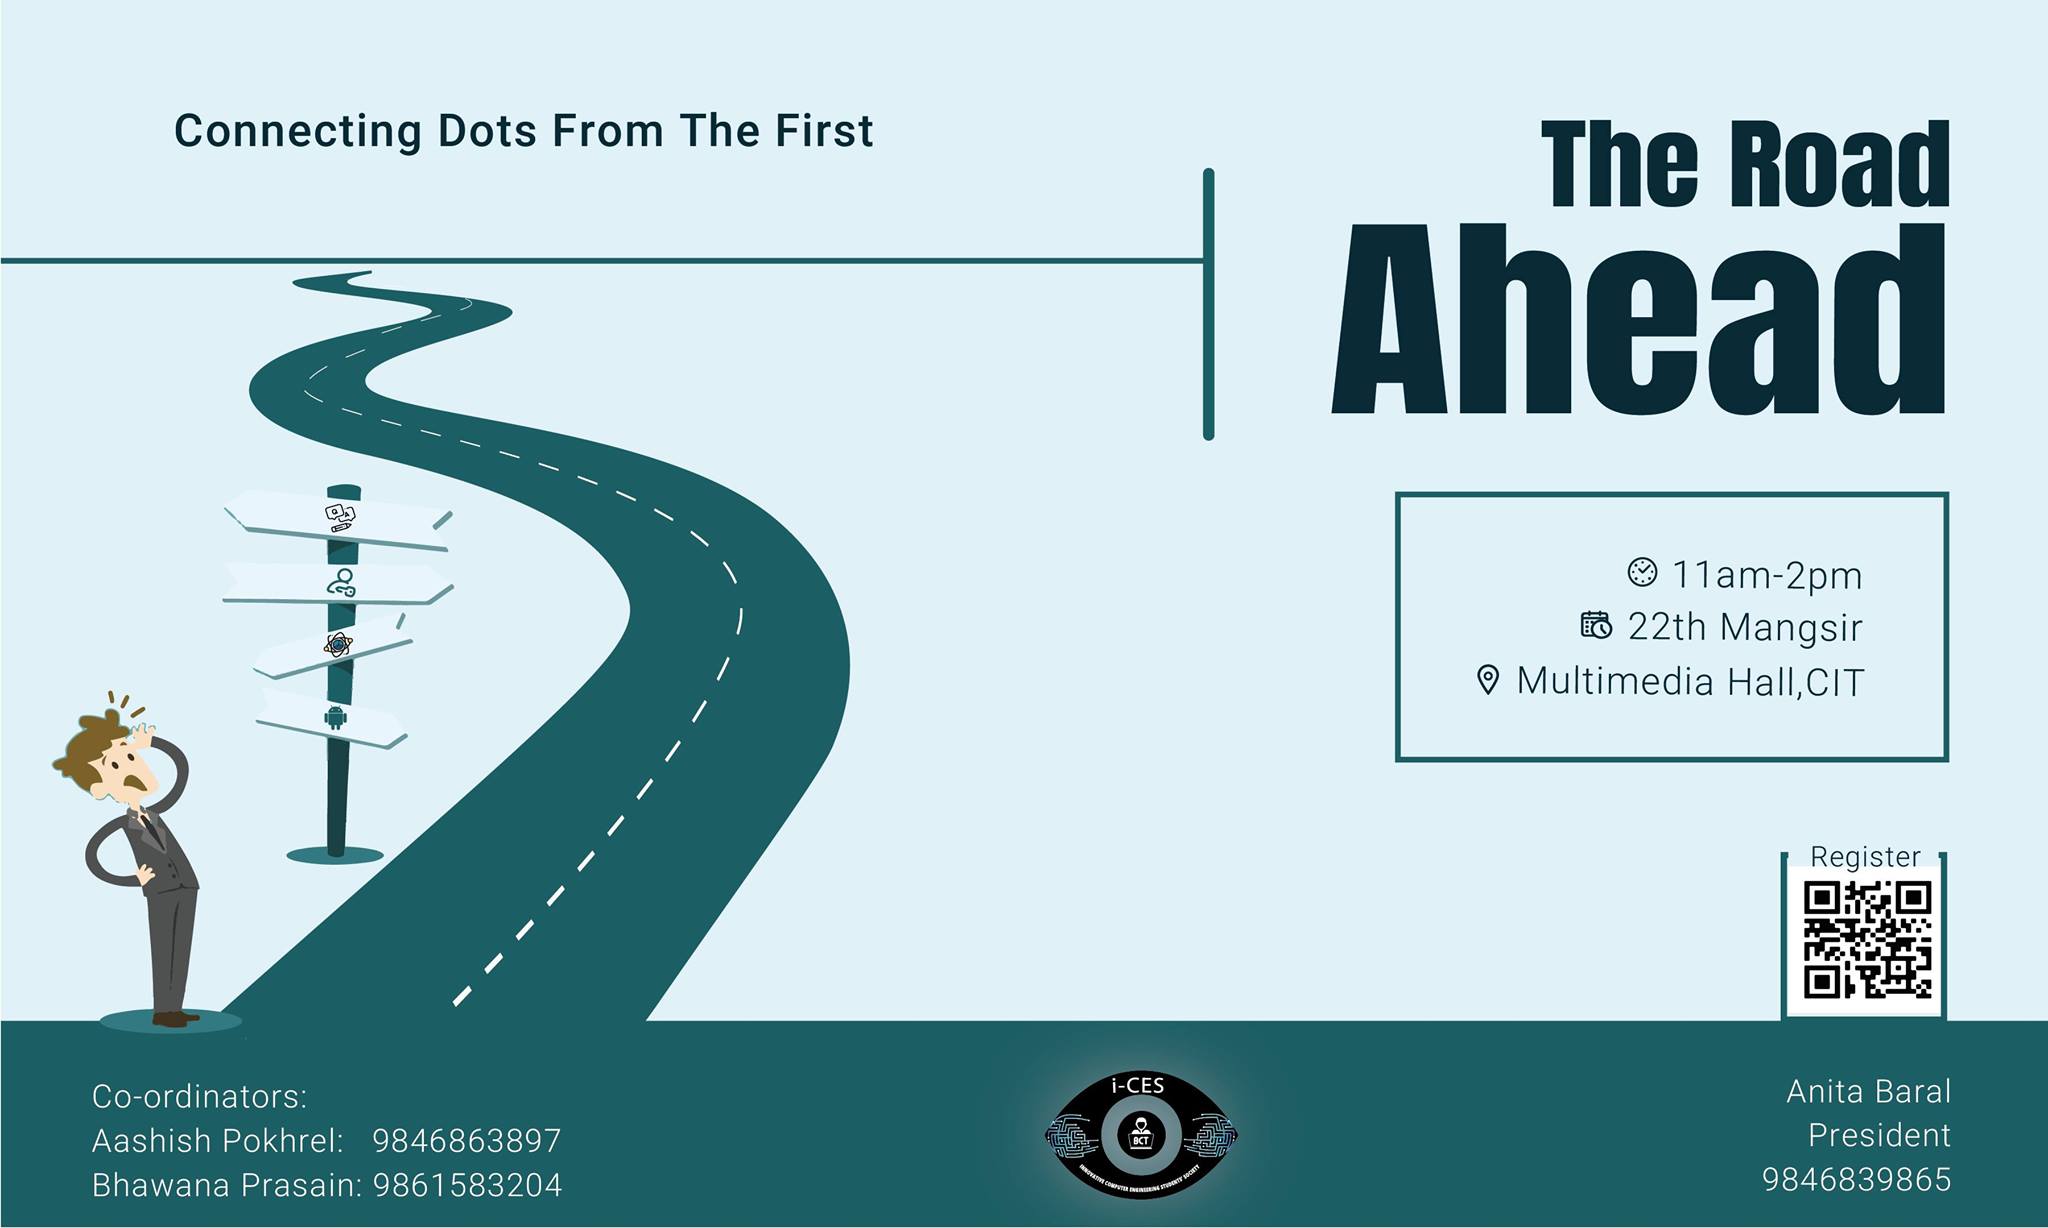 Connecting Dots From The First
The Road
Ahead
11am-2pm
22th Mangsir
Multimedia Hall,CIT
Q
A
Register
Co-ordinators:
Aashish Pokhrel: 9846863897
Bhawana Prasain: 9861583204
i-CES
BCT
INNOVATIVE COMPUTER ENGINEERING STUDENTS' SOCIETY
Anita Baral
President
9846839865